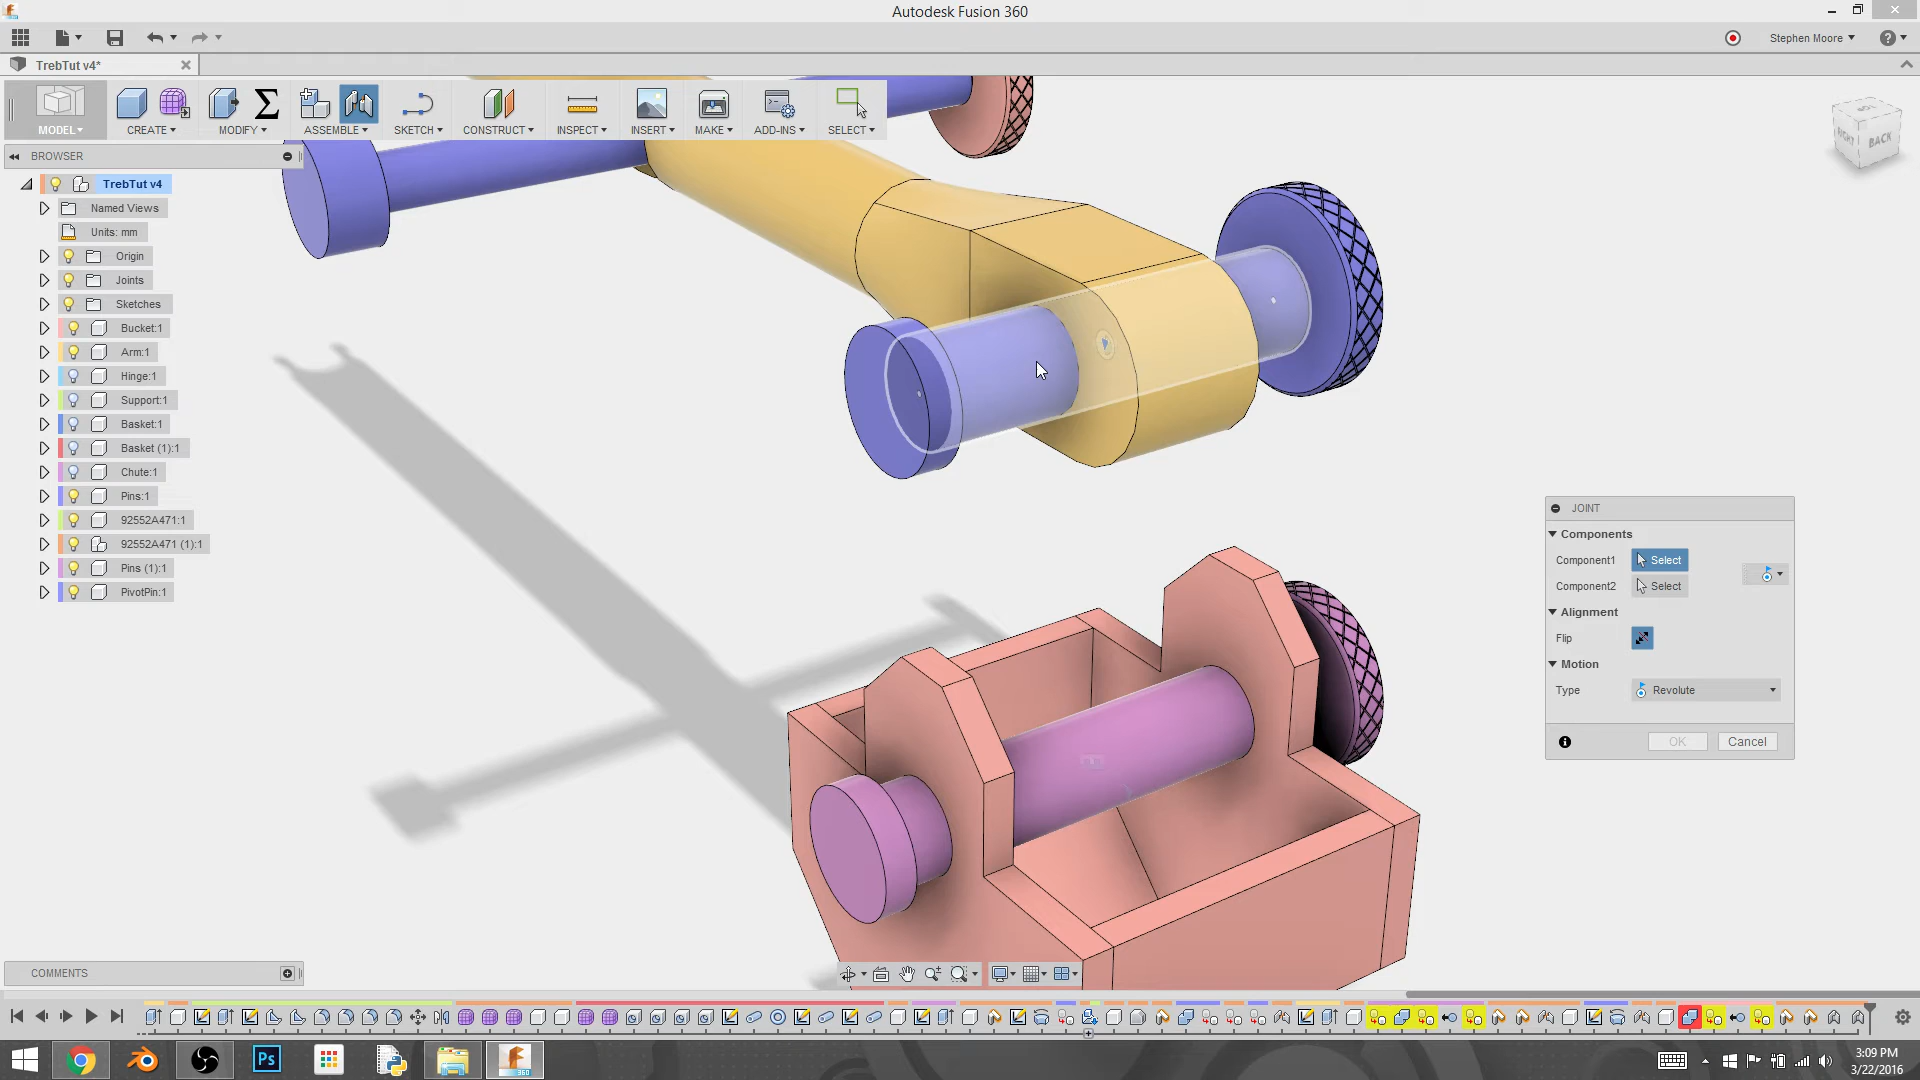 Autodesk Fusion 360
Stephen Moore
TrebTut v4*
MODEL
CREATE
MODIFY
ASSEMBLE
SKETCH
CONSTRUCT
INSPECT
INSERT
MAKE
ADD-INS
SELECT
RIGHT
BACK
BROWSER
TrebTut v4
Named Views
Units: mm
Origin
Joints
Sketches
Bucket:1
Arm:1
Hinge:1
Support:1
Basket:1
Basket (1):1
Chute:1
Pins:1
92552A471:1
92552A471 (1):1
Pins (1):1
PivotPin:1
JOINT
Components
Component1 Select
Component2 Select
Alignment
Flip
Motion
Type Revolute
OK Cancel
COMMENTS
Ps
360
3:09 PM
3/22/2016